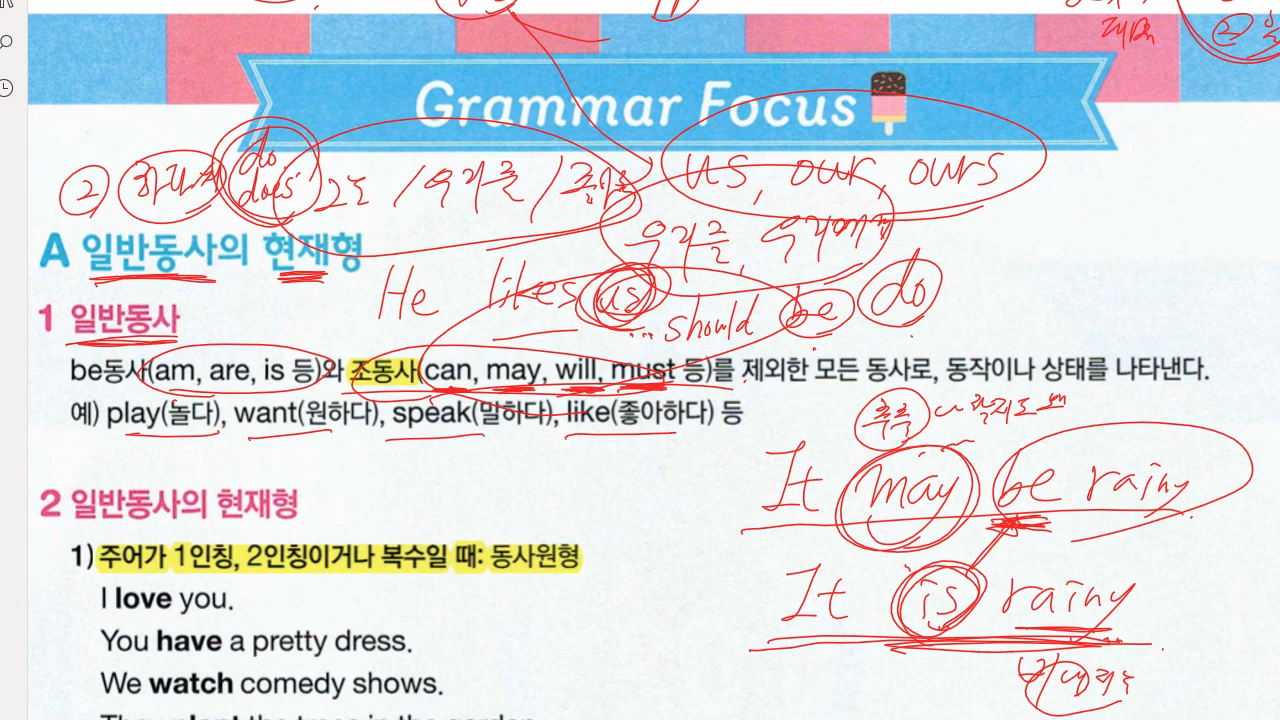 Grammar Focus
us, our, ours
② do
does 그는 / 우리를 /
우리를, 우리에게
A 일반동사의 현재형
He likes us
should be do
1 일반동사
be동사(am, are, is 등)와 조동사(can, may, will, must 등)를 제외한 모든 동사로, 동작이나 상태를 나타낸다.
예) play(놀다), want(원하다), speak(말하다), like(좋아하다) 등
추측
It may be rainy
2 일반동사의 현재형
1) 주어가 1인칭, 2인칭이거나 복수일 때: 동사원형
It is rainy
I love you.
You have a pretty dress.
We watch comedy shows.